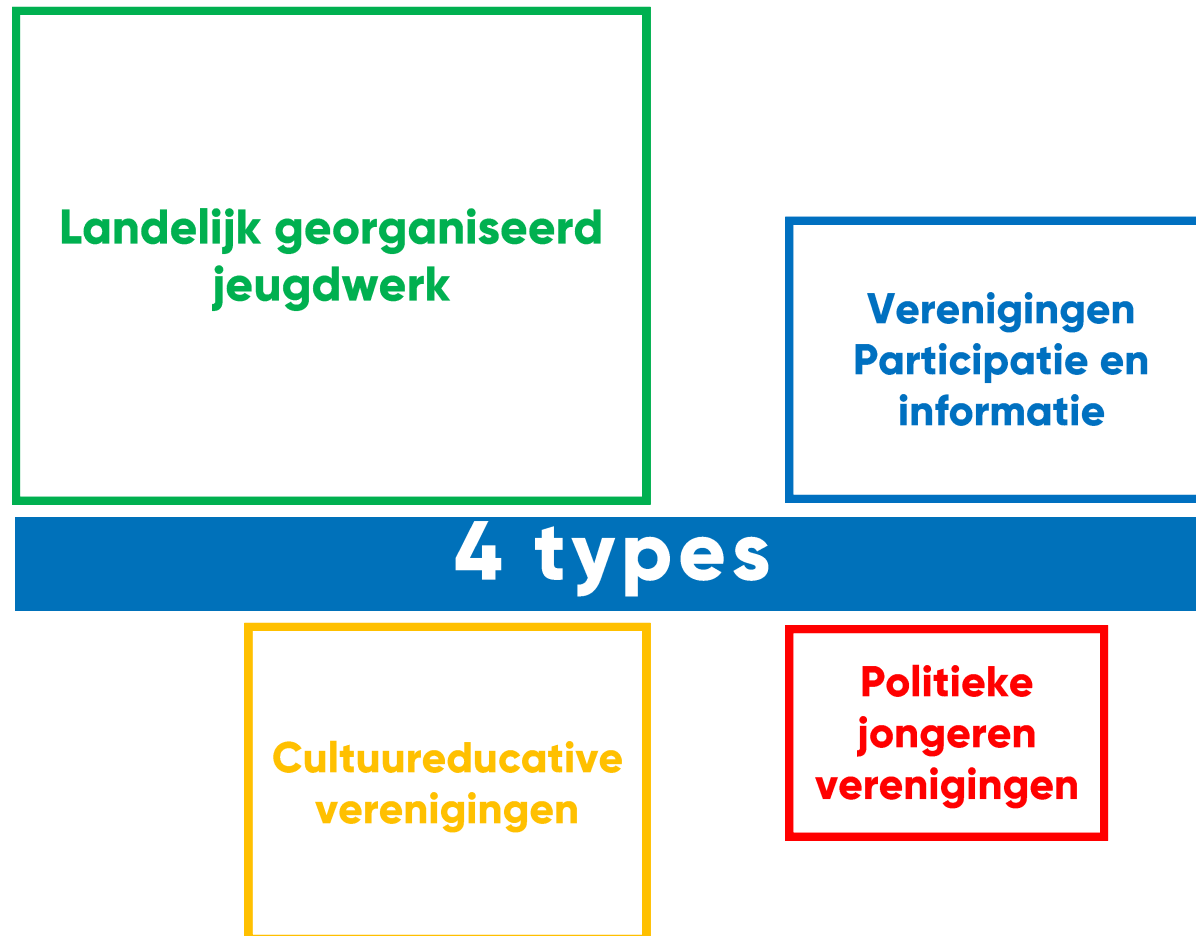 Landelijk georganiseerd
jeugdwerk
Verenigingen
Participatie en
informatie
4 types
Cultuureducative
verenigingen
Politieke
jongeren
verenigingen